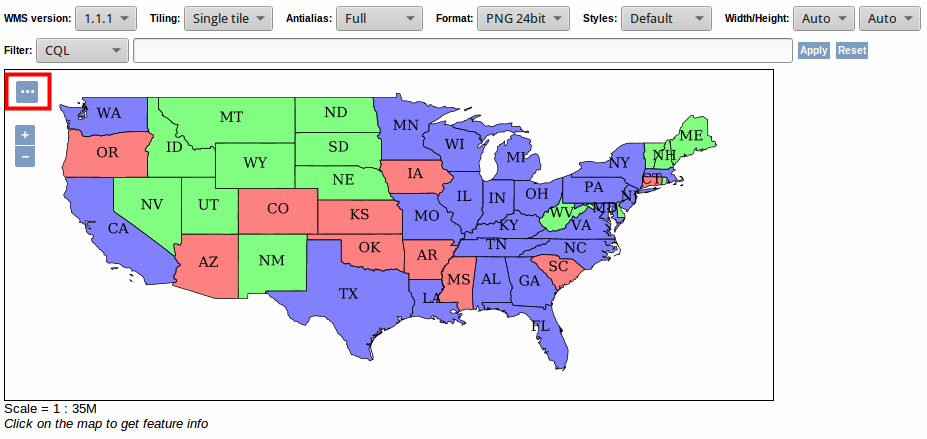 WMS version: 1.1.1 Tiling: Single tile Antialias: Full Format: PNG 24bit Styles: Default Width/Height: Auto Auto
Filter: CQL Apply Reset
...
+
−
WA MT ND MN ME
OR ID SD WI MI NY NH
WY IA CT
NV UT NE IL IN OH PA NJ
CA CO KS MO KY WV MD VA
AZ NM OK AR TN NC
TX LA MS AL GA SC
FL
Scale = 1 : 35M
Click on the map to get feature info